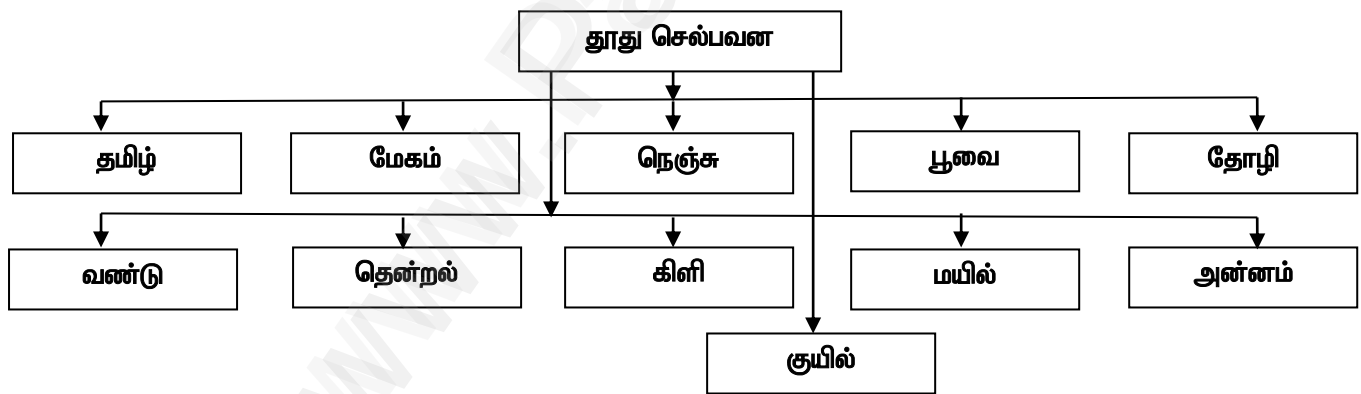 தூது செல்பவன
தமிழ் மேகம் நெஞ்சு பூவை தோழி
வண்டு தென்றல் கிளி மயில் அன்னம்
குயில்